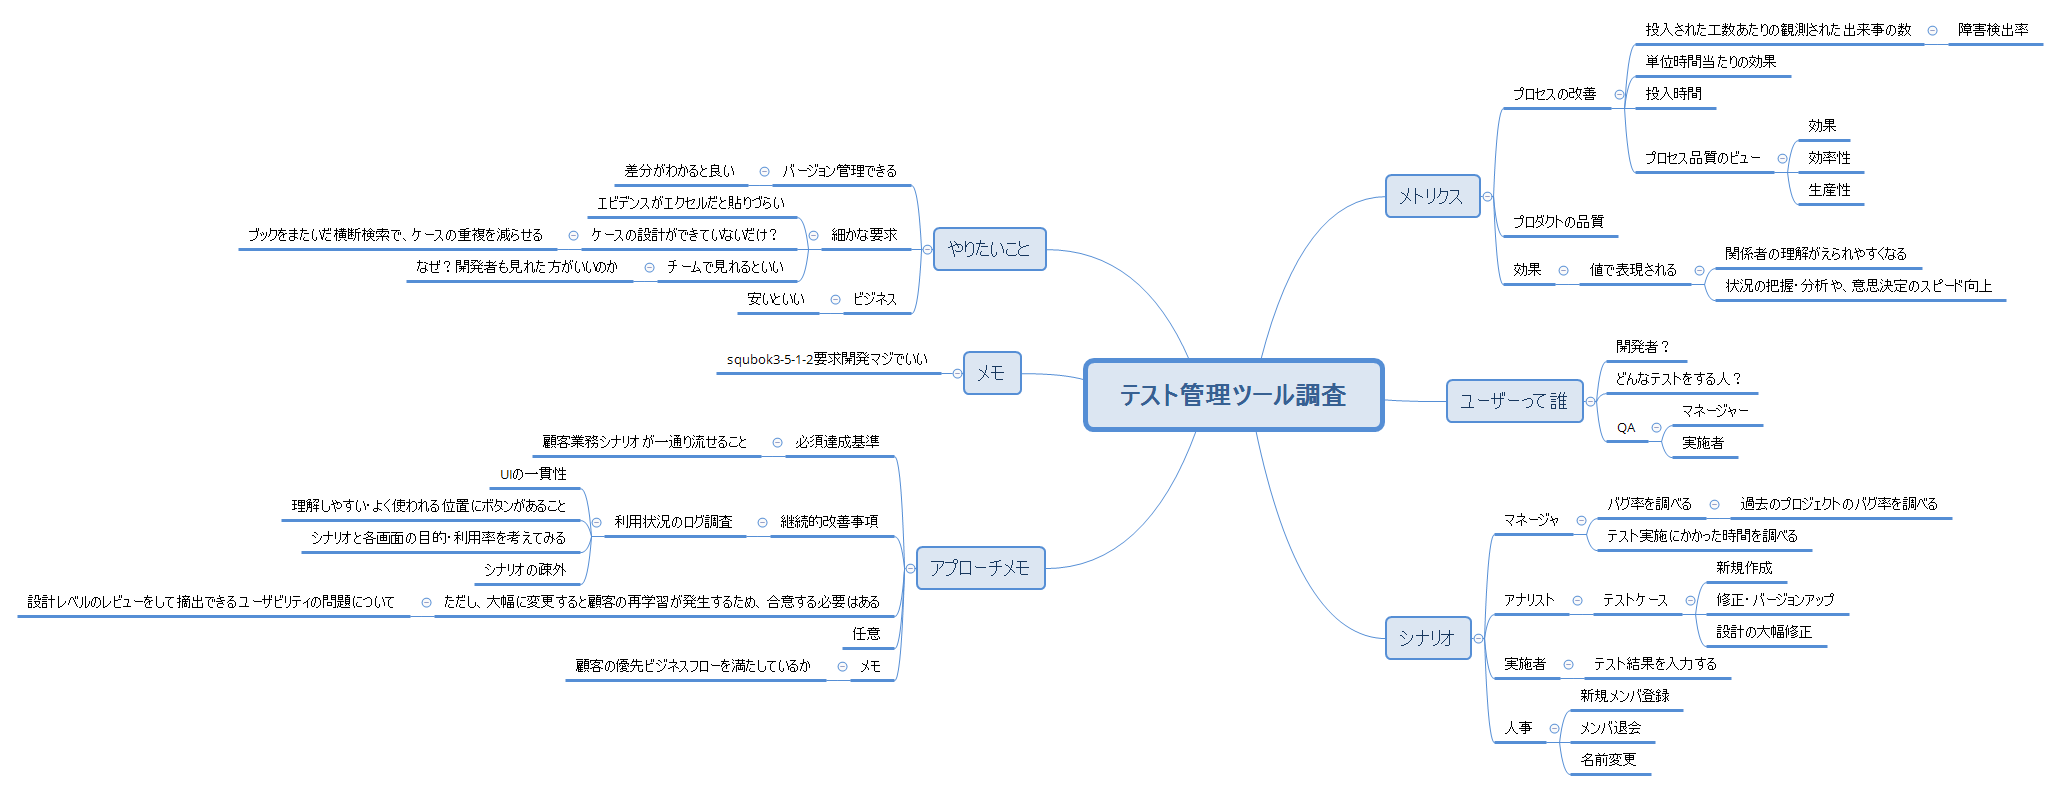 テスト管理ツール調査
メトリクス
プロセスの改善
投入された工数あたりの観測された出来事の数
障害検出率
単位時間当たりの効果
投入時間
プロセス品質のビュー
効果
効率性
生産性
プロダクトの品質
効果
値で表現される
関係者の理解がえられやすくなる
状況の把握・分析や、意思決定のスピード向上
ユーザーって誰
開発者？
どんなテストをする人？
QA
マネージャー
実施者
シナリオ
マネージャ
バグ率を調べる
過去のプロジェクトのバグ率を調べる
テスト実施にかかった時間を調べる
アナリスト
テストケース
新規作成
修正・バージョンアップ
設計の大幅修正
実施者
テスト結果を入力する
人事
新規メンバ登録
メンバ退会
名前変更
やりたいこと
バージョン管理できる
差分がわかると良い
細かな要求
エビデンスがエクセルだと貼りづらい
ケースの設計ができていないだけ？
ブックをまたいだ横断検索で、ケースの重複を減らせる
チームで見れるといい
なぜ？開発者も見れた方がいいのか
ビジネス
安いといい
メモ
squbok3-5-1-2要求開発マジでいい
アプローチメモ
必須達成基準
顧客業務シナリオが一通り流せること
継続的改善事項
利用状況のログ調査
UIの一貫性
理解しやすい・よく使われる位置にボタンがあること
シナリオと各画面の目的・利用率を考えてみる
シナリオの疎外
ただし、大幅に変更すると顧客の再学習が発生するため、合意する必要はある
設計レベルのレビューをして摘出できるユーザビリティの問題について
任意
メモ
顧客の優先ビジネスフローを満たしているか